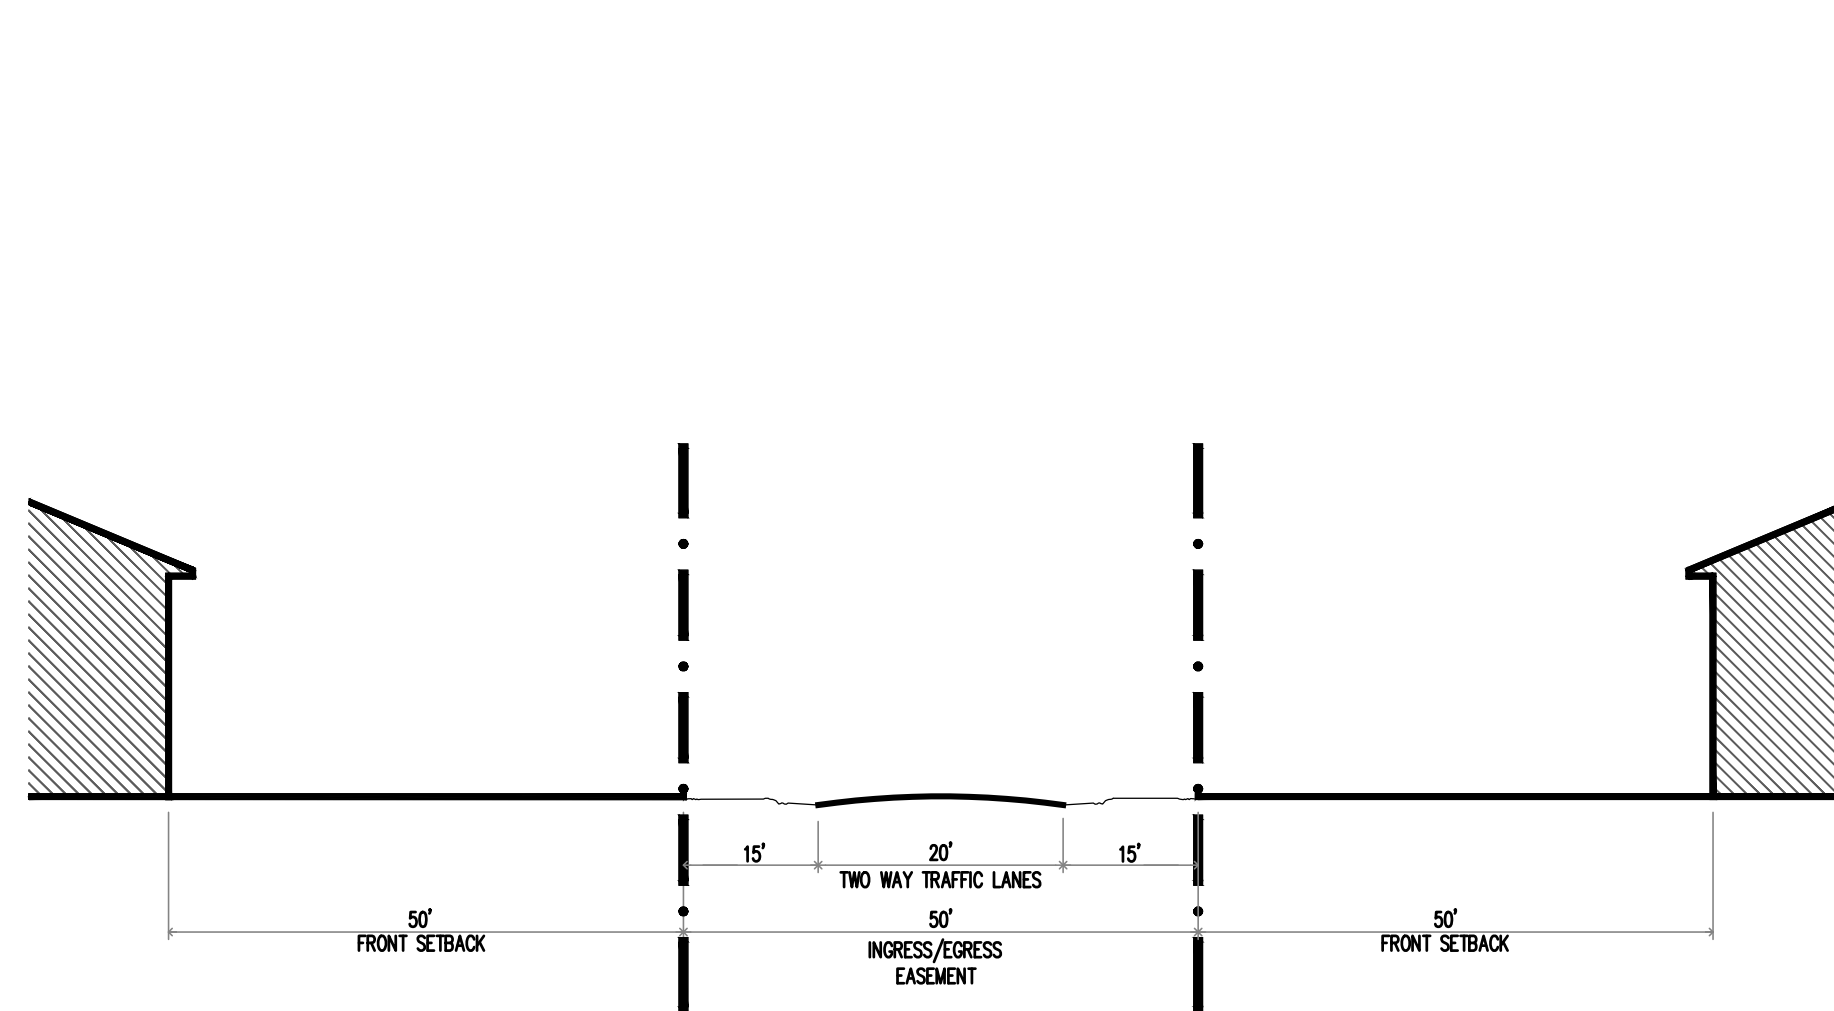 15'
20'
15'
TWO WAY TRAFFIC LANES
50'
50'
50'
FRONT SETBACK
INGRESS/EGRESS
EASEMENT
FRONT SETBACK